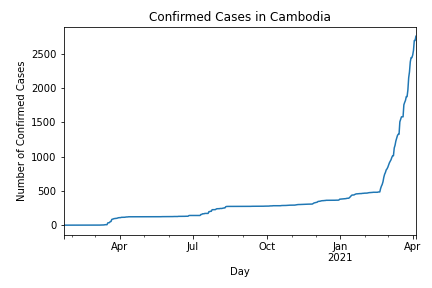 Confirmed Cases in Cambodia
Number of Confirmed Cases
2500
2000
1500
1000
500
0
Apr
Jul
Oct
Jan
2021
Apr
Day